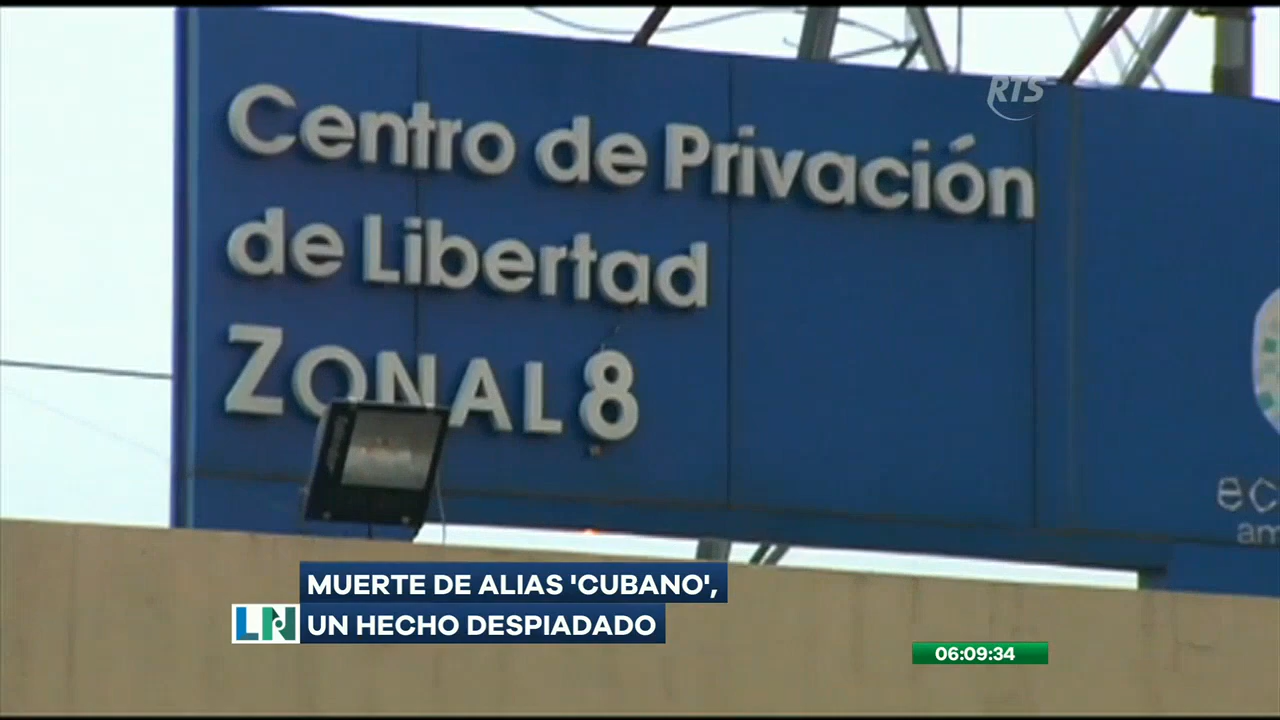 RTS
Centro de Privación
de Libertad
ZONAL 8
MUERTE DE ALIAS 'CUBANO',
LN UN HECHO DESPIADADO
06:09:34